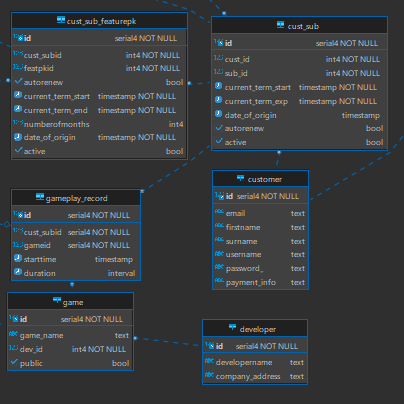 cust_sub_featurepk
id serial4 NOT NULL
cust_subid int4 NOT NULL
featpkid int4 NOT NULL
autorenew bool
current_term_start timestamp NOT NULL
current_term_end timestamp NOT NULL
numberofmonths int4
date_of_origin timestamp NOT NULL
active bool
cust_sub
id serial4 NOT NULL
cust_id int4 NOT NULL
sub_id int4 NOT NULL
current_term_start timestamp NOT NULL
current_term_exp timestamp NOT NULL
date_of_origin timestamp
autorenew bool
active bool
gameplay_record
id serial4 NOT NULL
cust_subid serial4 NOT NULL
gameid serial4 NOT NULL
starttime timestamp
duration interval
customer
id serial4 NOT NULL
email text
firstname text
surname text
username text
password_ text
payment_info text
game
id serial4 NOT NULL
game_name text
dev_id int4 NOT NULL
public bool
developer
id serial4 NOT NULL
developername text
company_address text